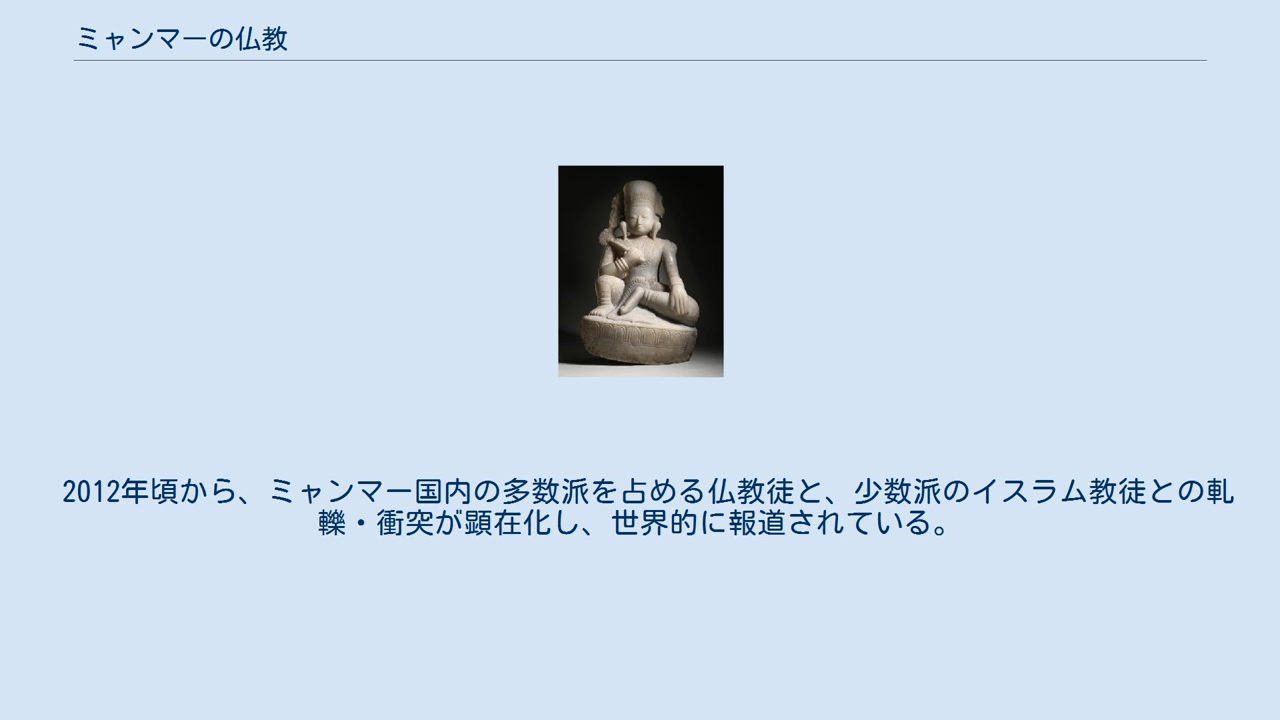 ミャンマーの仏教
2012年頃から、ミャンマー国内の多数派を占める仏教徒と、少数派のイスラム教徒との軋
轢・衝突が顕在化し、世界的に報道されている。